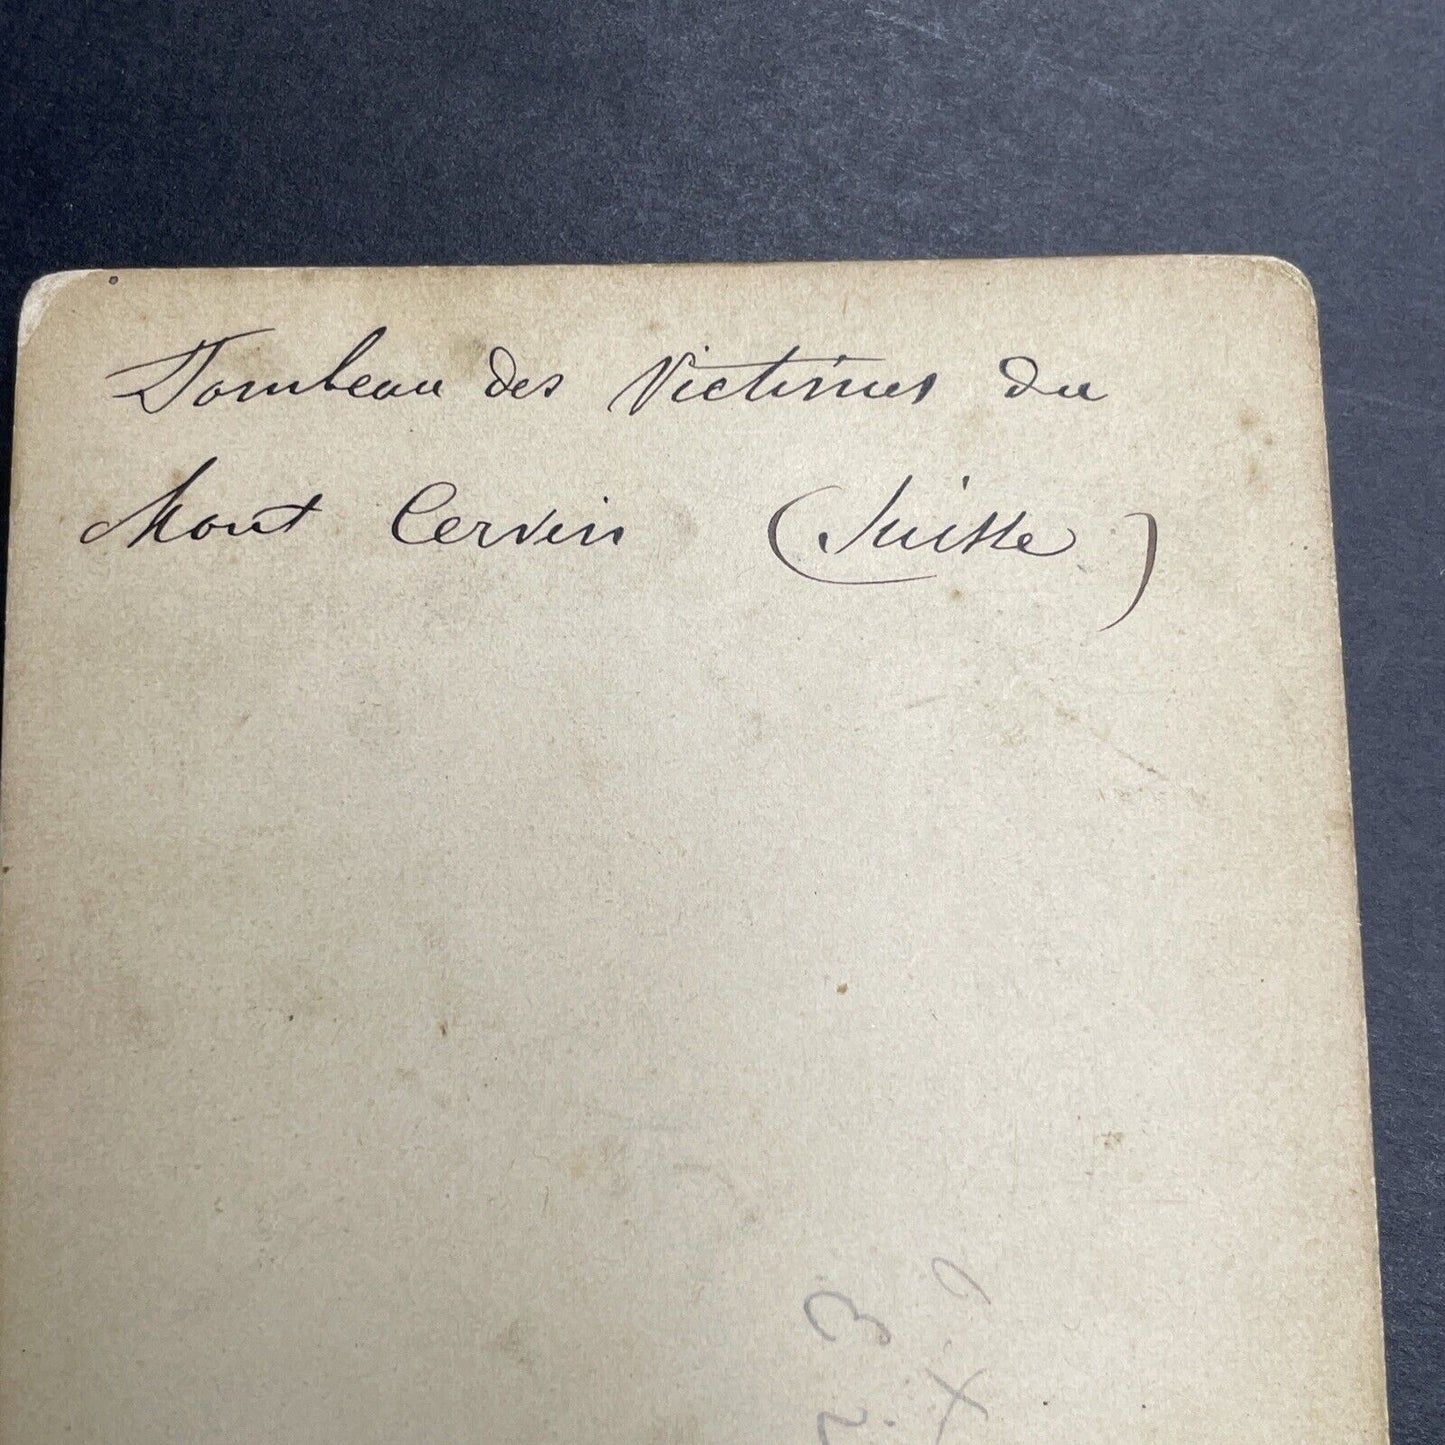 Tombeau des Victimes du
Mont Cervin (Suisse)